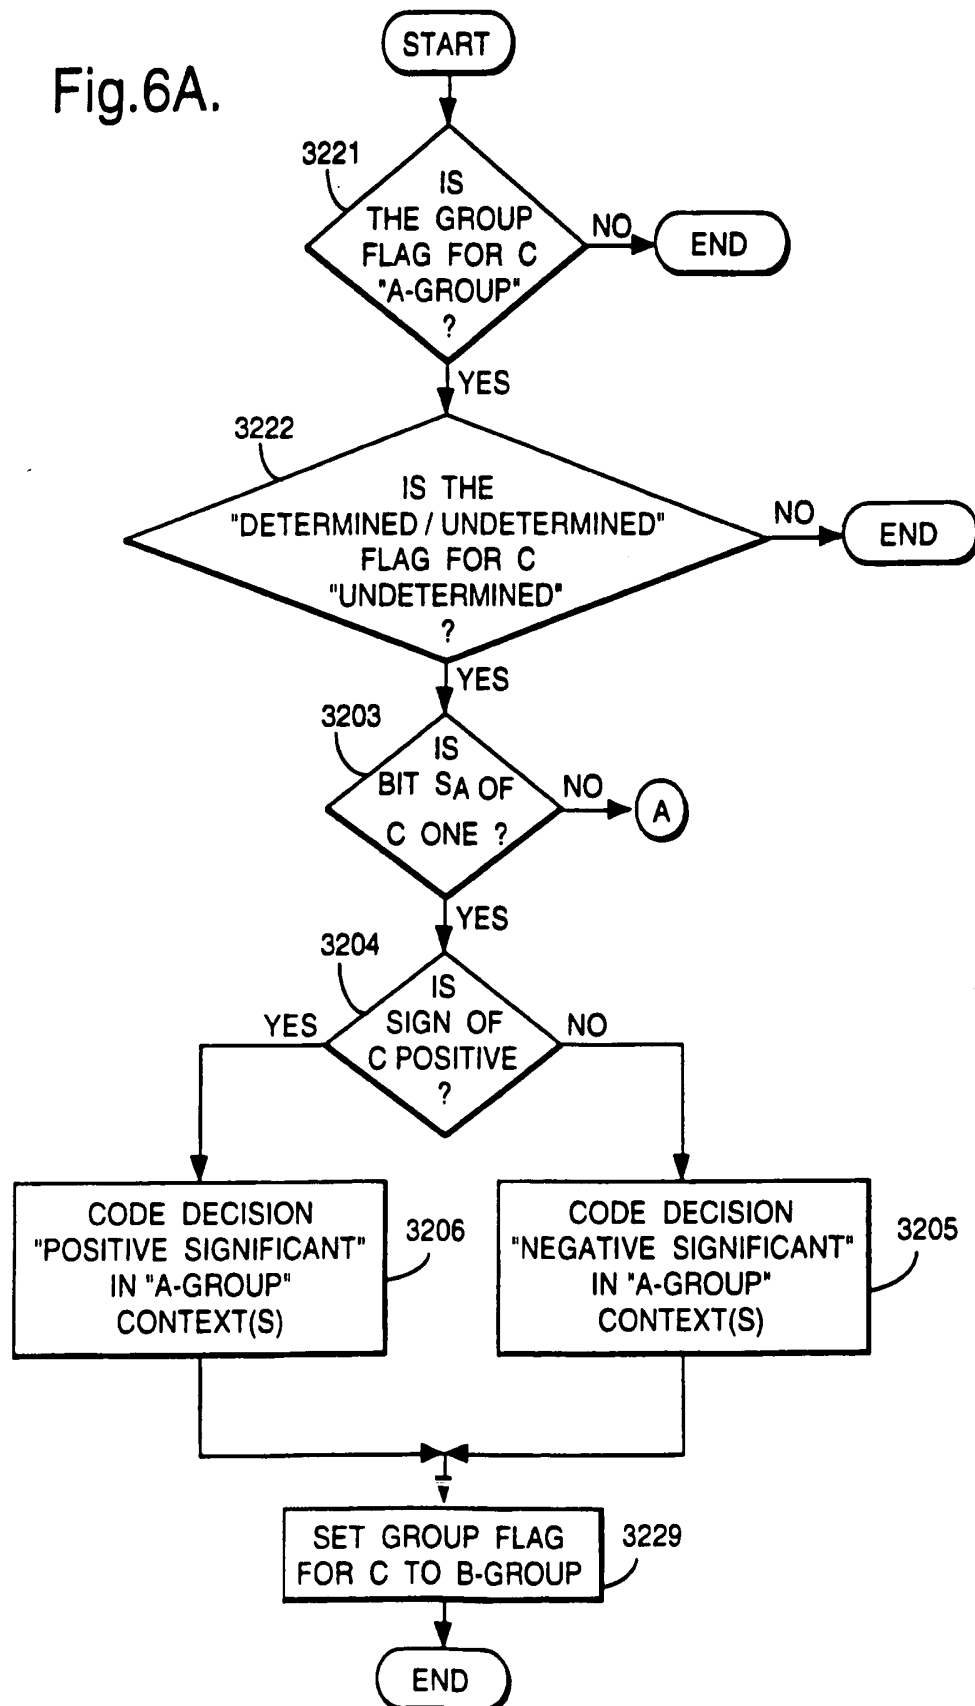 START
Fig.6A.
3221
IS
THE GROUP
FLAG FOR C
"A-GROUP"
?
NO
END
YES
3222
IS THE
"DETERMINED / UNDETERMINED"
FLAG FOR C
"UNDETERMINED"
?
NO
END
YES
3203
IS
BIT SA OF
C ONE ?
NO
A
YES
3204
IS
SIGN OF
C POSITIVE
?
YES
NO
CODE DECISION
"POSITIVE SIGNIFICANT"
IN "A-GROUP"
CONTEXT(S)
3206
CODE DECISION
"NEGATIVE SIGNIFICANT"
IN "A-GROUP"
CONTEXT(S)
3205
SET GROUP FLAG
FOR C TO B-GROUP
3229
END